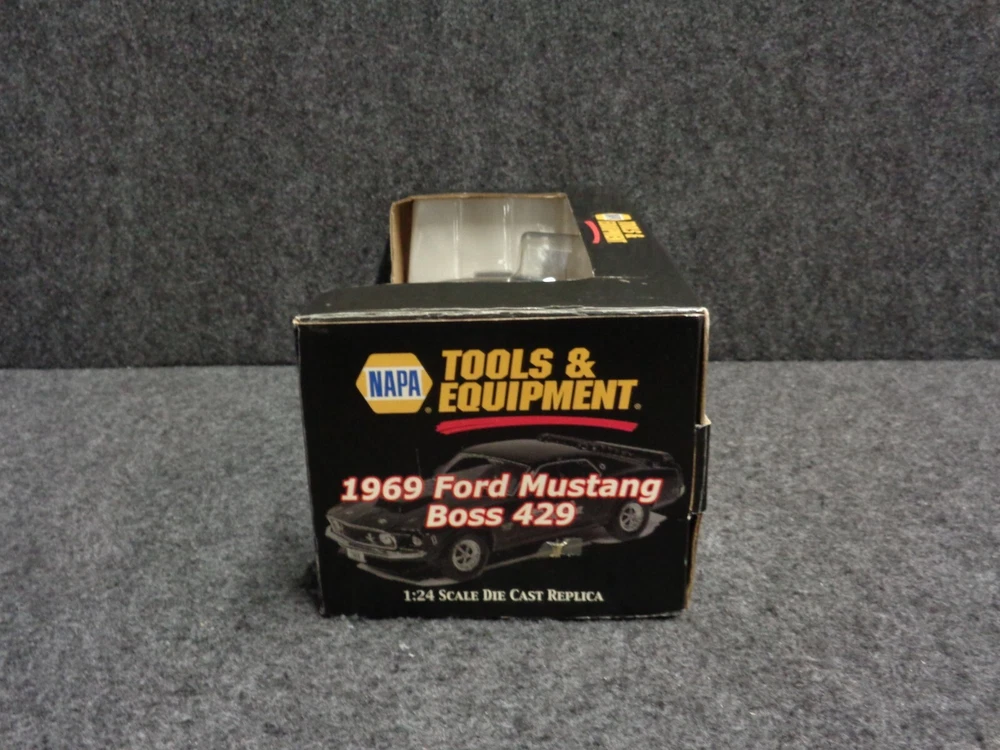 NAPA
TOOLS &
EQUIPMENT
1969 Ford Mustang
Boss 429
1:24 SCALE DIE CAST REPLICA